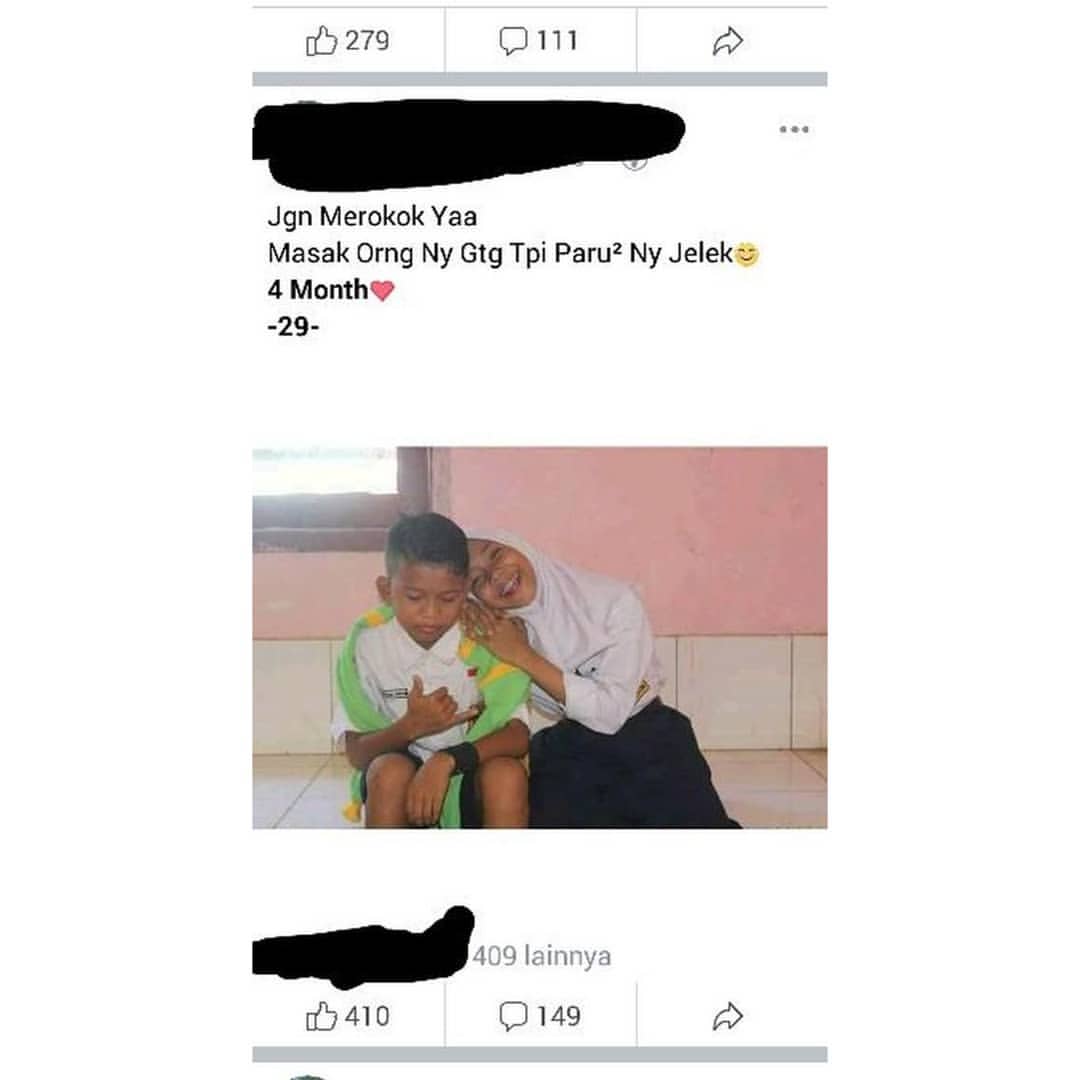 279 111
Jgn Merokok Yaa
Masak Orng Ny Gtg Tpi Paru² Ny Jelek😊
4 Month❤
-29-
409 lainnya
410 149